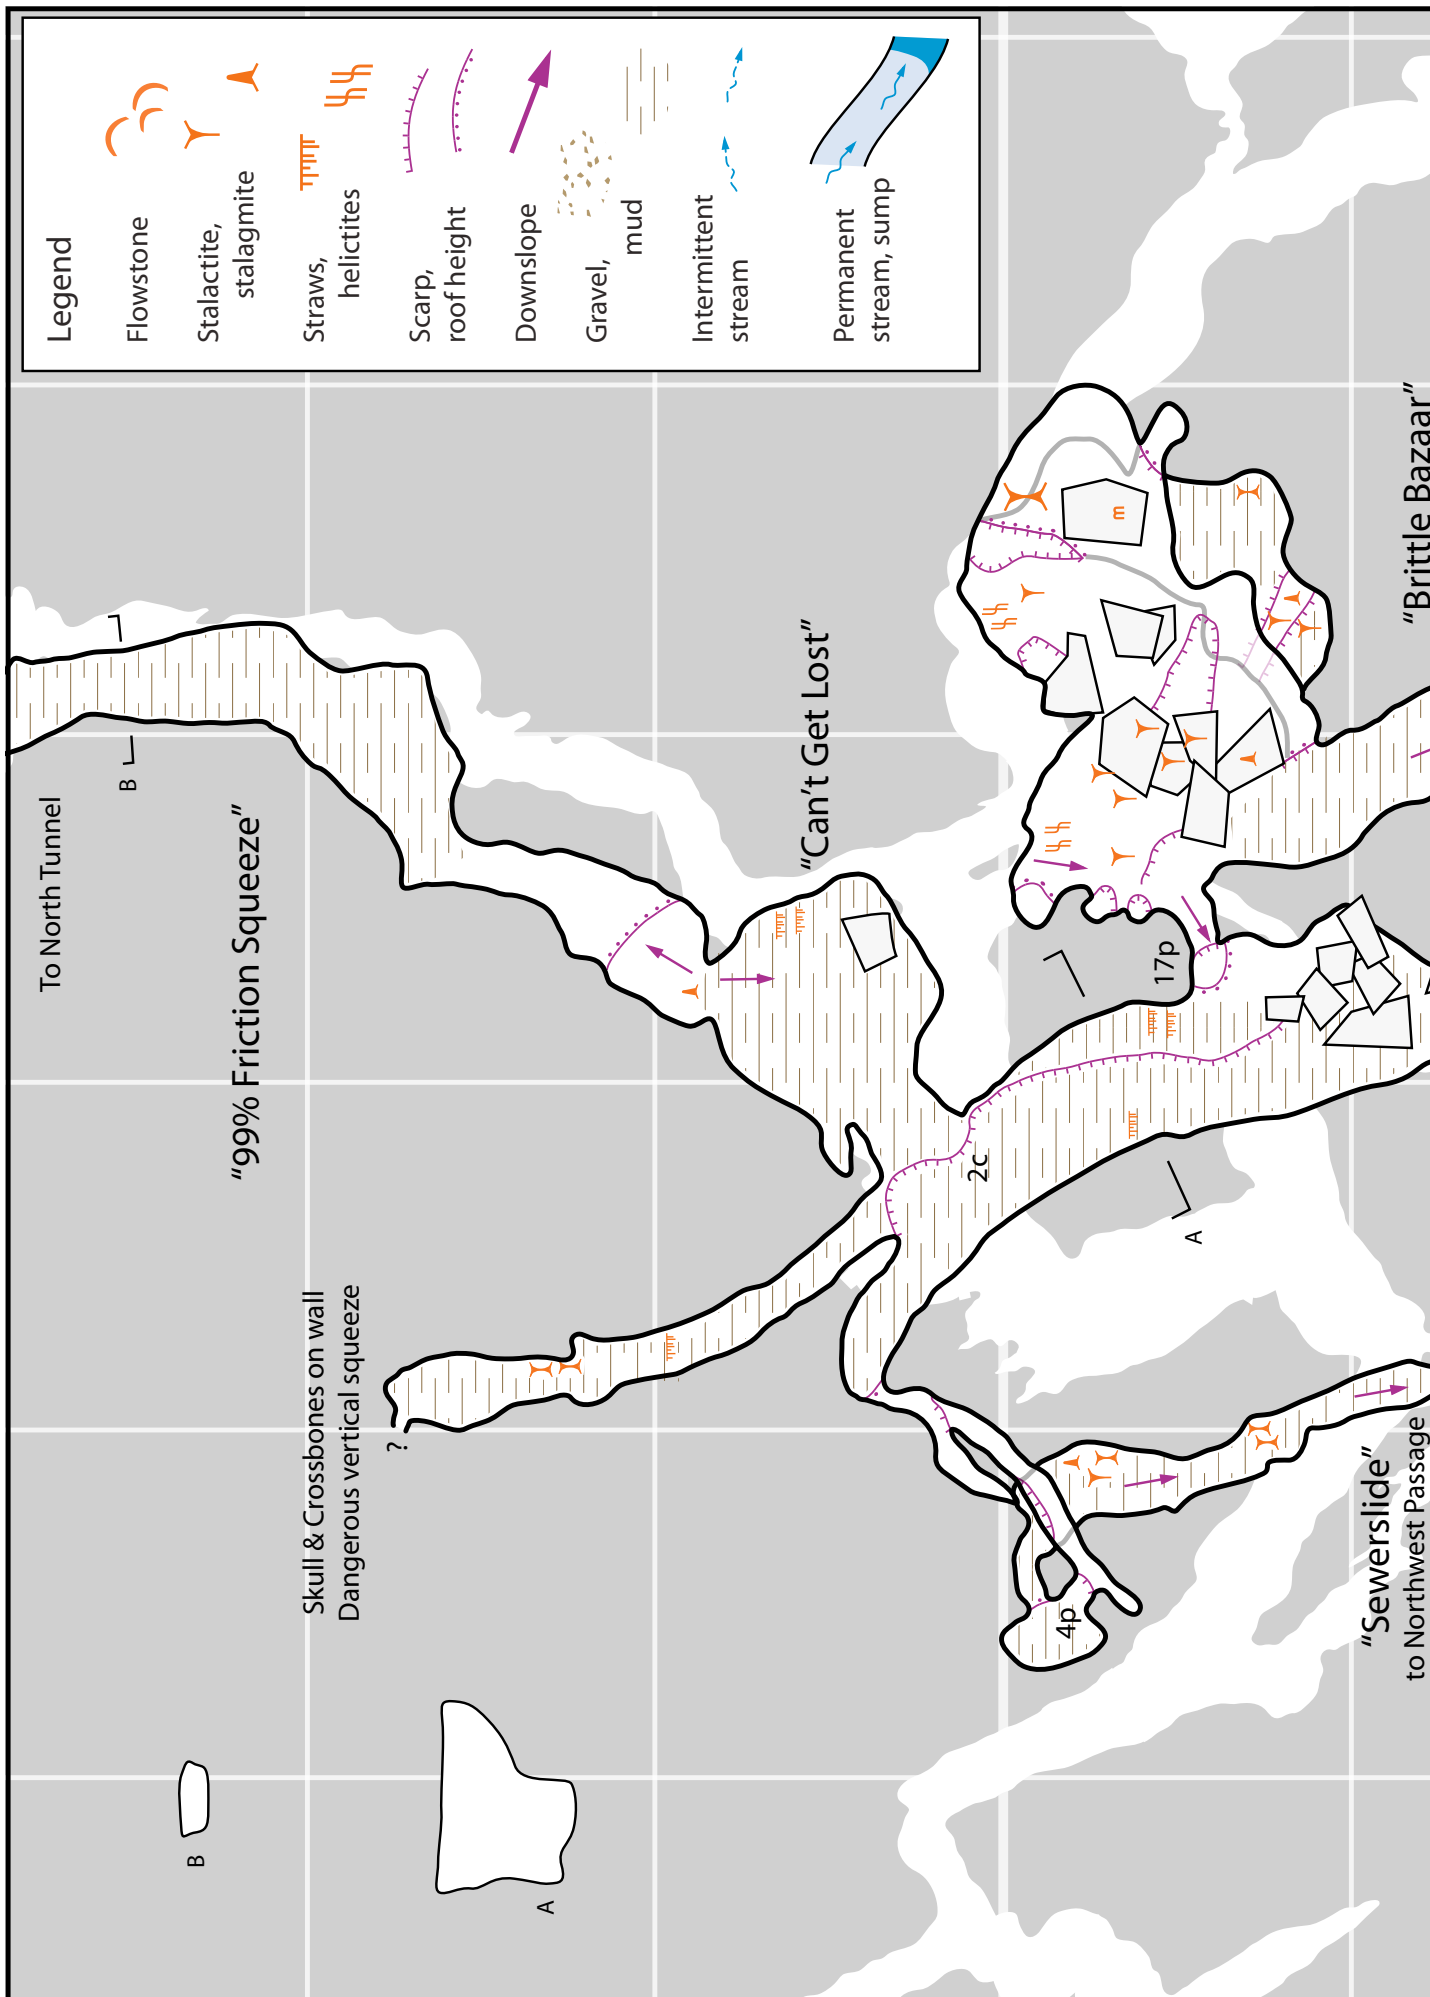 Legend
Flowstone
Stalactite,
stalagmite
Straws,
helictites
Scarp,
roof height
Downslope
Gravel,
mud
Intermittent
stream
Permanent
stream, sump
To North Tunnel
B
"99% Friction Squeeze"
Skull & Crossbones on wall
Dangerous vertical squeeze
?
"Can't Get Lost"
m
17p
2c
A
4p
"Brittle Bazaar"
"Sewerslide"
to Northwest Passage
B
A